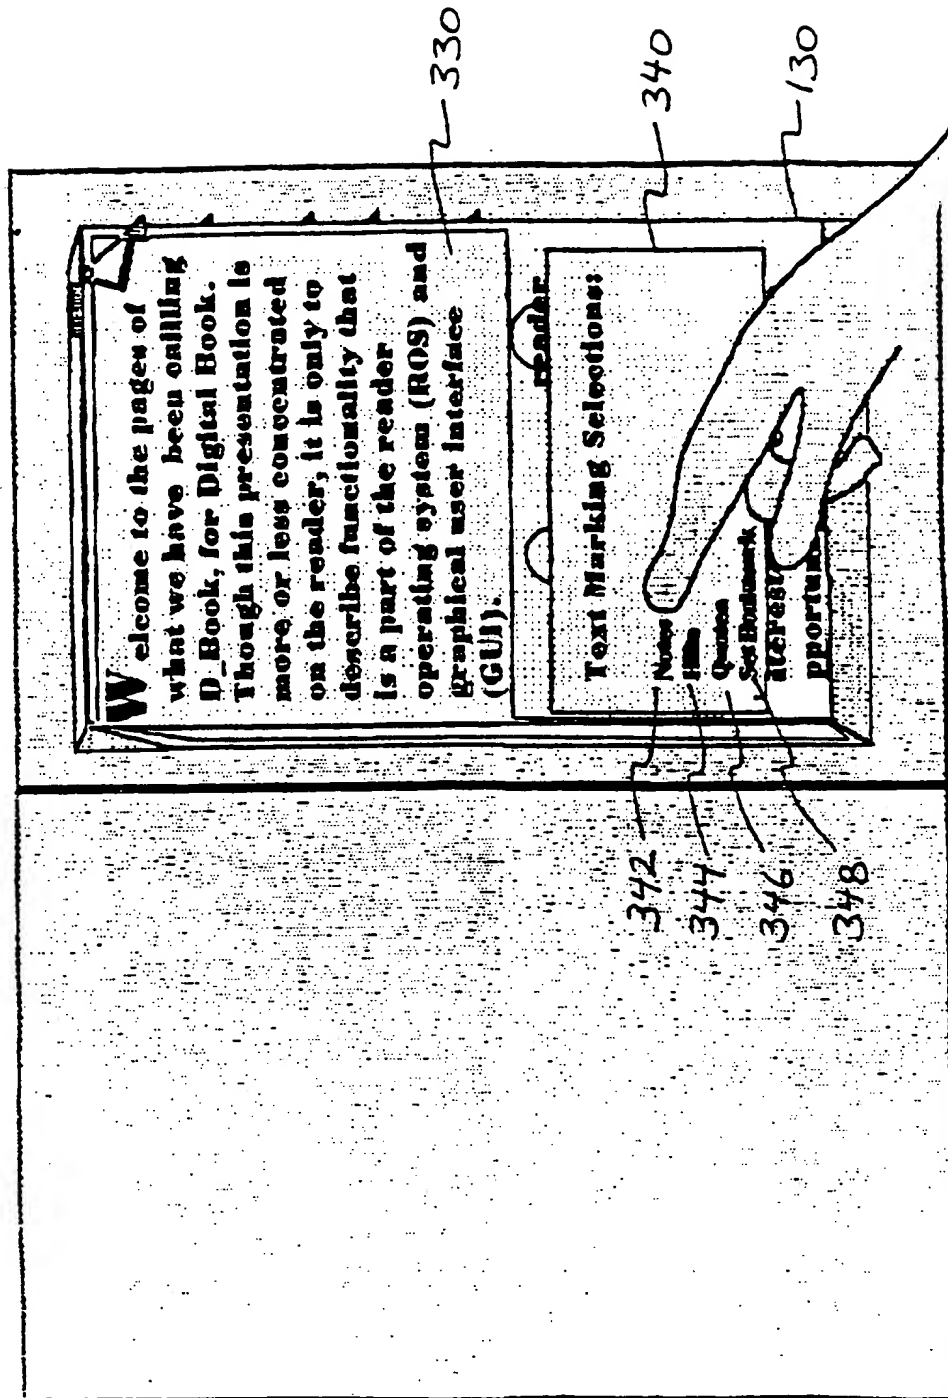 Welcome to the pages of
what we have been calling
D_Book, for Digital Book.
Though this presentation is
more or less concentrated
on the reader, it is only to
describe functionality that
is a part of the reader
operating system (ROS) and
graphical user interface
(GUI).
reader
Text Marking Selections:
Notes
Hilite
Quotes
Set Bookmark
330
340
130
342
344
346
348